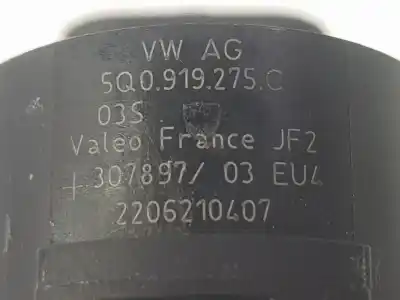 VW AG
5Q0.919.275.C
03S
Valeo France JF2
307897/ 03 EU4
2206210407